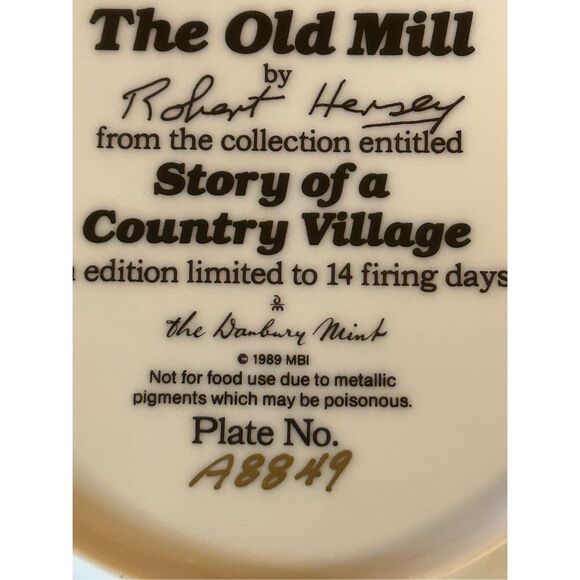 The Old Mill
by
Robert Hersey
from the collection entitled
Story of a
Country Village
edition limited to 14 firing days
the Danbury Mint
© 1989 MBI
Not for food use due to metallic
pigments which may be poisonous.
Plate No.
A8849